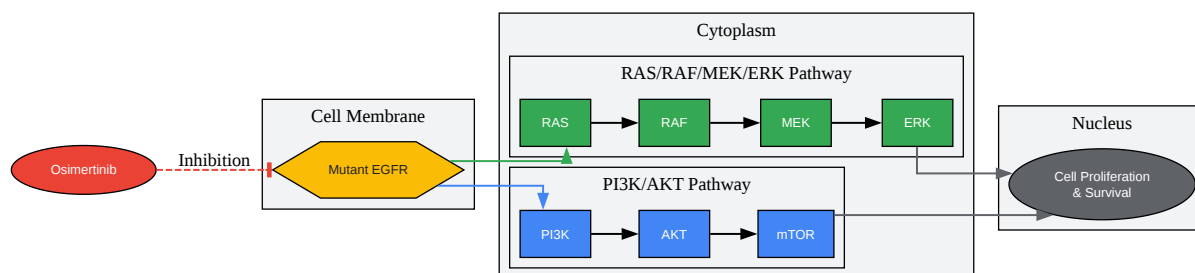 Cytoplasm
RAS/RAF/MEK/ERK Pathway
Cell Membrane
RAS
RAF
MEK
ERK
Nucleus
Osimertinib
Inhibition
Mutant EGFR
Cell Proliferation
& Survival
PI3K/AKT Pathway
PI3K
AKT
mTOR